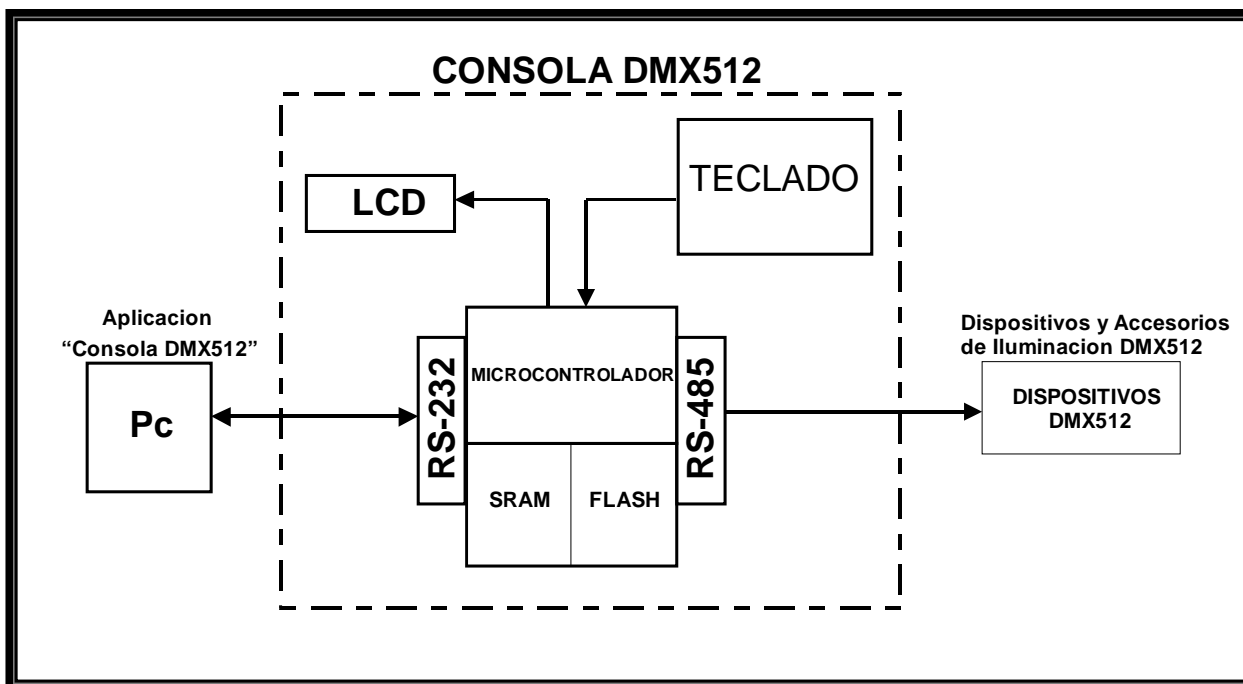 CONSOLA DMX512
TECLADO
LCD
Aplicacion
“Consola DMX512”
Pc
RS-232
MICROCONTROLADOR
SRAM
FLASH
RS-485
Dispositivos y Accesorios
de Iluminacion DMX512
DISPOSITIVOS
DMX512